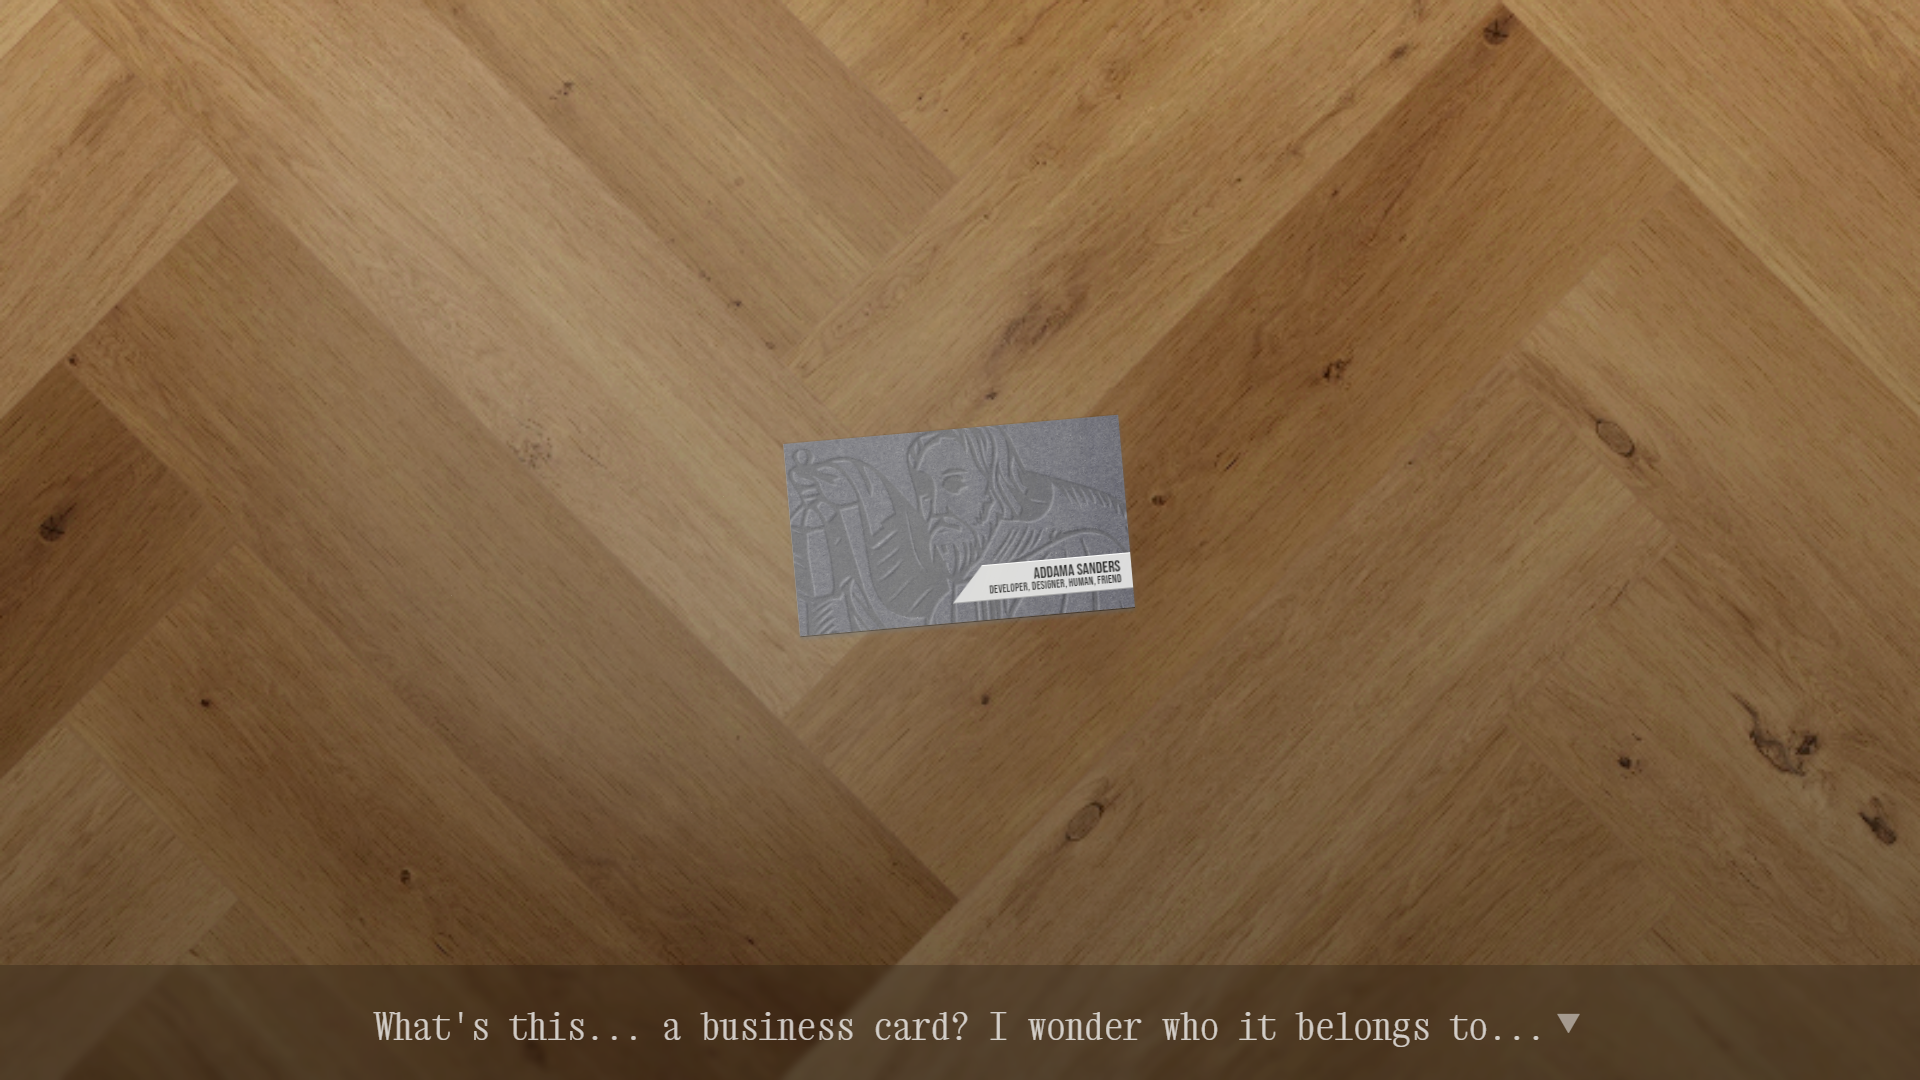 ADDAMA SANDERS
DEVELOPER, DESIGNER, HUMAN, FRIEND
What's this... a business card? I wonder who it belongs to...